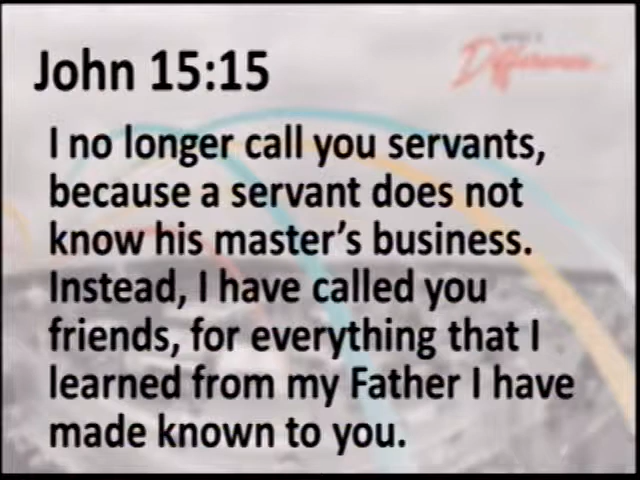 John 15:15
Difference
I no longer call you servants,
because a servant does not
know his master's business.
Instead, I have called you
friends, for everything that I
learned from my Father I have
made known to you.